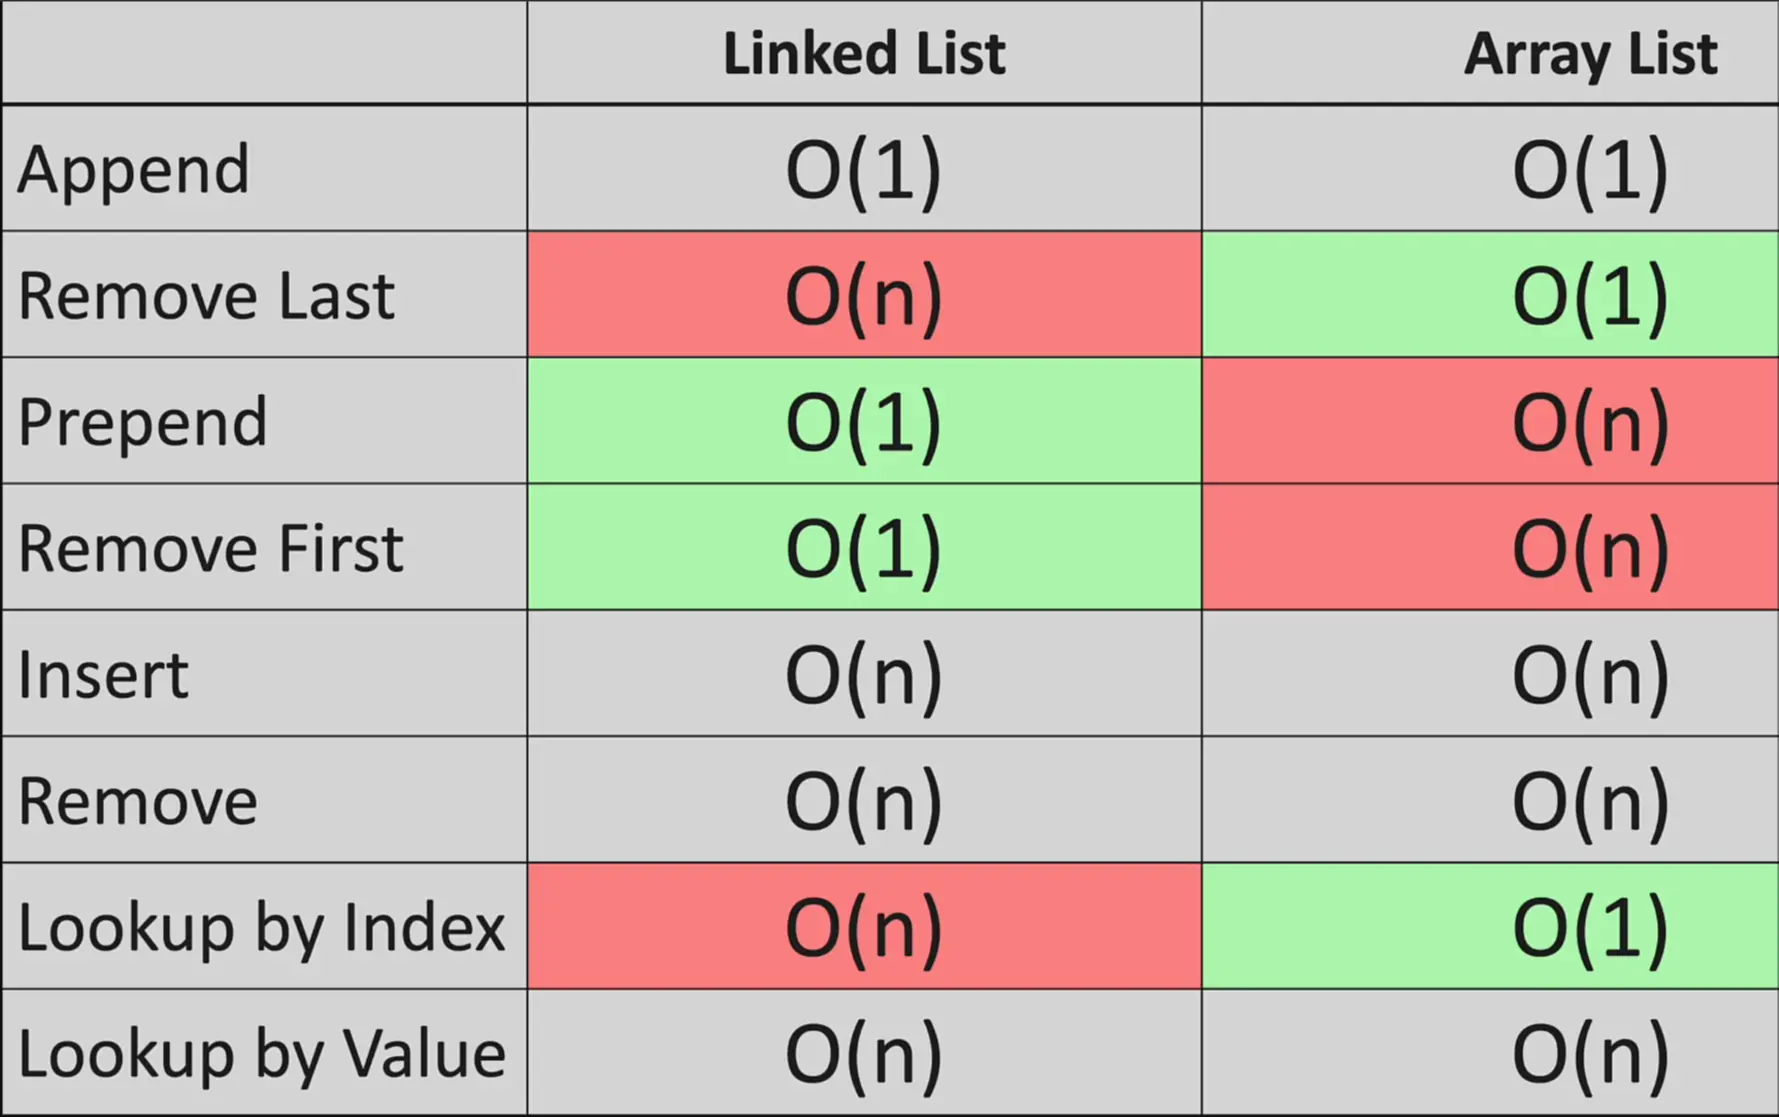 Linked List Array List
Append O(1) O(1)
Remove Last O(n) O(1)
Prepend O(1) O(n)
Remove First O(1) O(n)
Insert O(n) O(n)
Remove O(n) O(n)
Lookup by Index O(n) O(1)
Lookup by Value O(n) O(n)